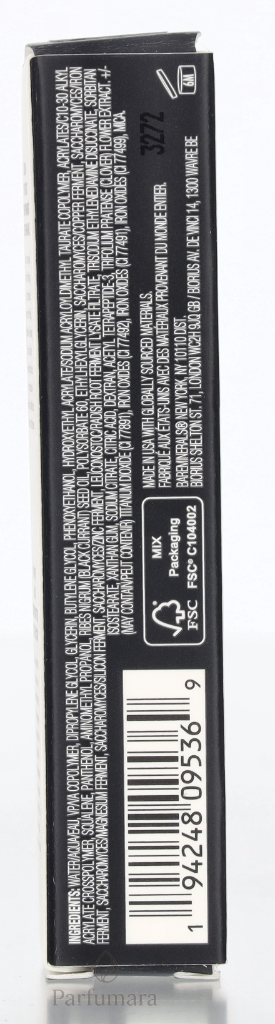 INGREDIENTS: WATER/AQUA/EAU, VP/VA COPOLYMER, DIPROPYLENE GLYCOL, GLYCERIN, BUTYLENE GLYCOL, PHENOXYETHANOL, HYDROXYETHYL ACRYLATE/SODIUM ACRYLOYLDIMETHYL TAURATE COPOLYMER, ACRYLATES/C10-30 ALKYL
ACRYLATE CROSSPOLYMER, SQUALENE, PANTHENOL, AMINOMETHYL PROPANOL, RIBES NIGRUM (BLACK CURRANT) SEED OIL, POLYSORBATE 60, ETHYLHEXYLGLYCERIN, SACCHAROMYCES/COPPER FERMENT, SACCHAROMYCES/IRON
FERMENT, SACCHAROMYCES/MAGNESIUM FERMENT, SACCHAROMYCES/SILICON FERMENT, SACCHAROMYCES/ZINC FERMENT, LEUCONOSTOC/RADISH ROOT FERMENT LYSATE FILTRATE, TRISODIUM ETHYLENEDIAMINE DISUCCINATE, SORBITAN
ISOSTEARATE, XANTHAN GUM, SODIUM CITRATE, CITRIC ACID, DEXTRAN, ACETYL TETRAPEPTIDE-3, TRIFOLIUM PRATENSE (CLOVER) FLOWER EXTRACT. +/-
(MAY CONTAIN/PEUT CONTENIR) TITANIUM DIOXIDE (CI 77891), IRON OXIDES (CI 77492), IRON OXIDES (CI 77491), IRON OXIDES (CI 77499), MICA.
MADE IN USA WITH GLOBALLY SOURCED MATERIALS.
FABRIQUÉ AUX ÉTATS-UNIS AVEC DES MATÉRIAUX PROVENANT DU MONDE ENTIER.
3272
BAREMINERALS® NEW YORK, NY 10110 DIST.
BORIUS SHELTON ST. 71, LONDON WC2H 9JQ GB / BIORIUS AV. DE VINCI 14, 1300 WAVRE BE
6M
FSC
MIX
Packaging
FSC® C104002
1 94248 09536 9
Parfumara